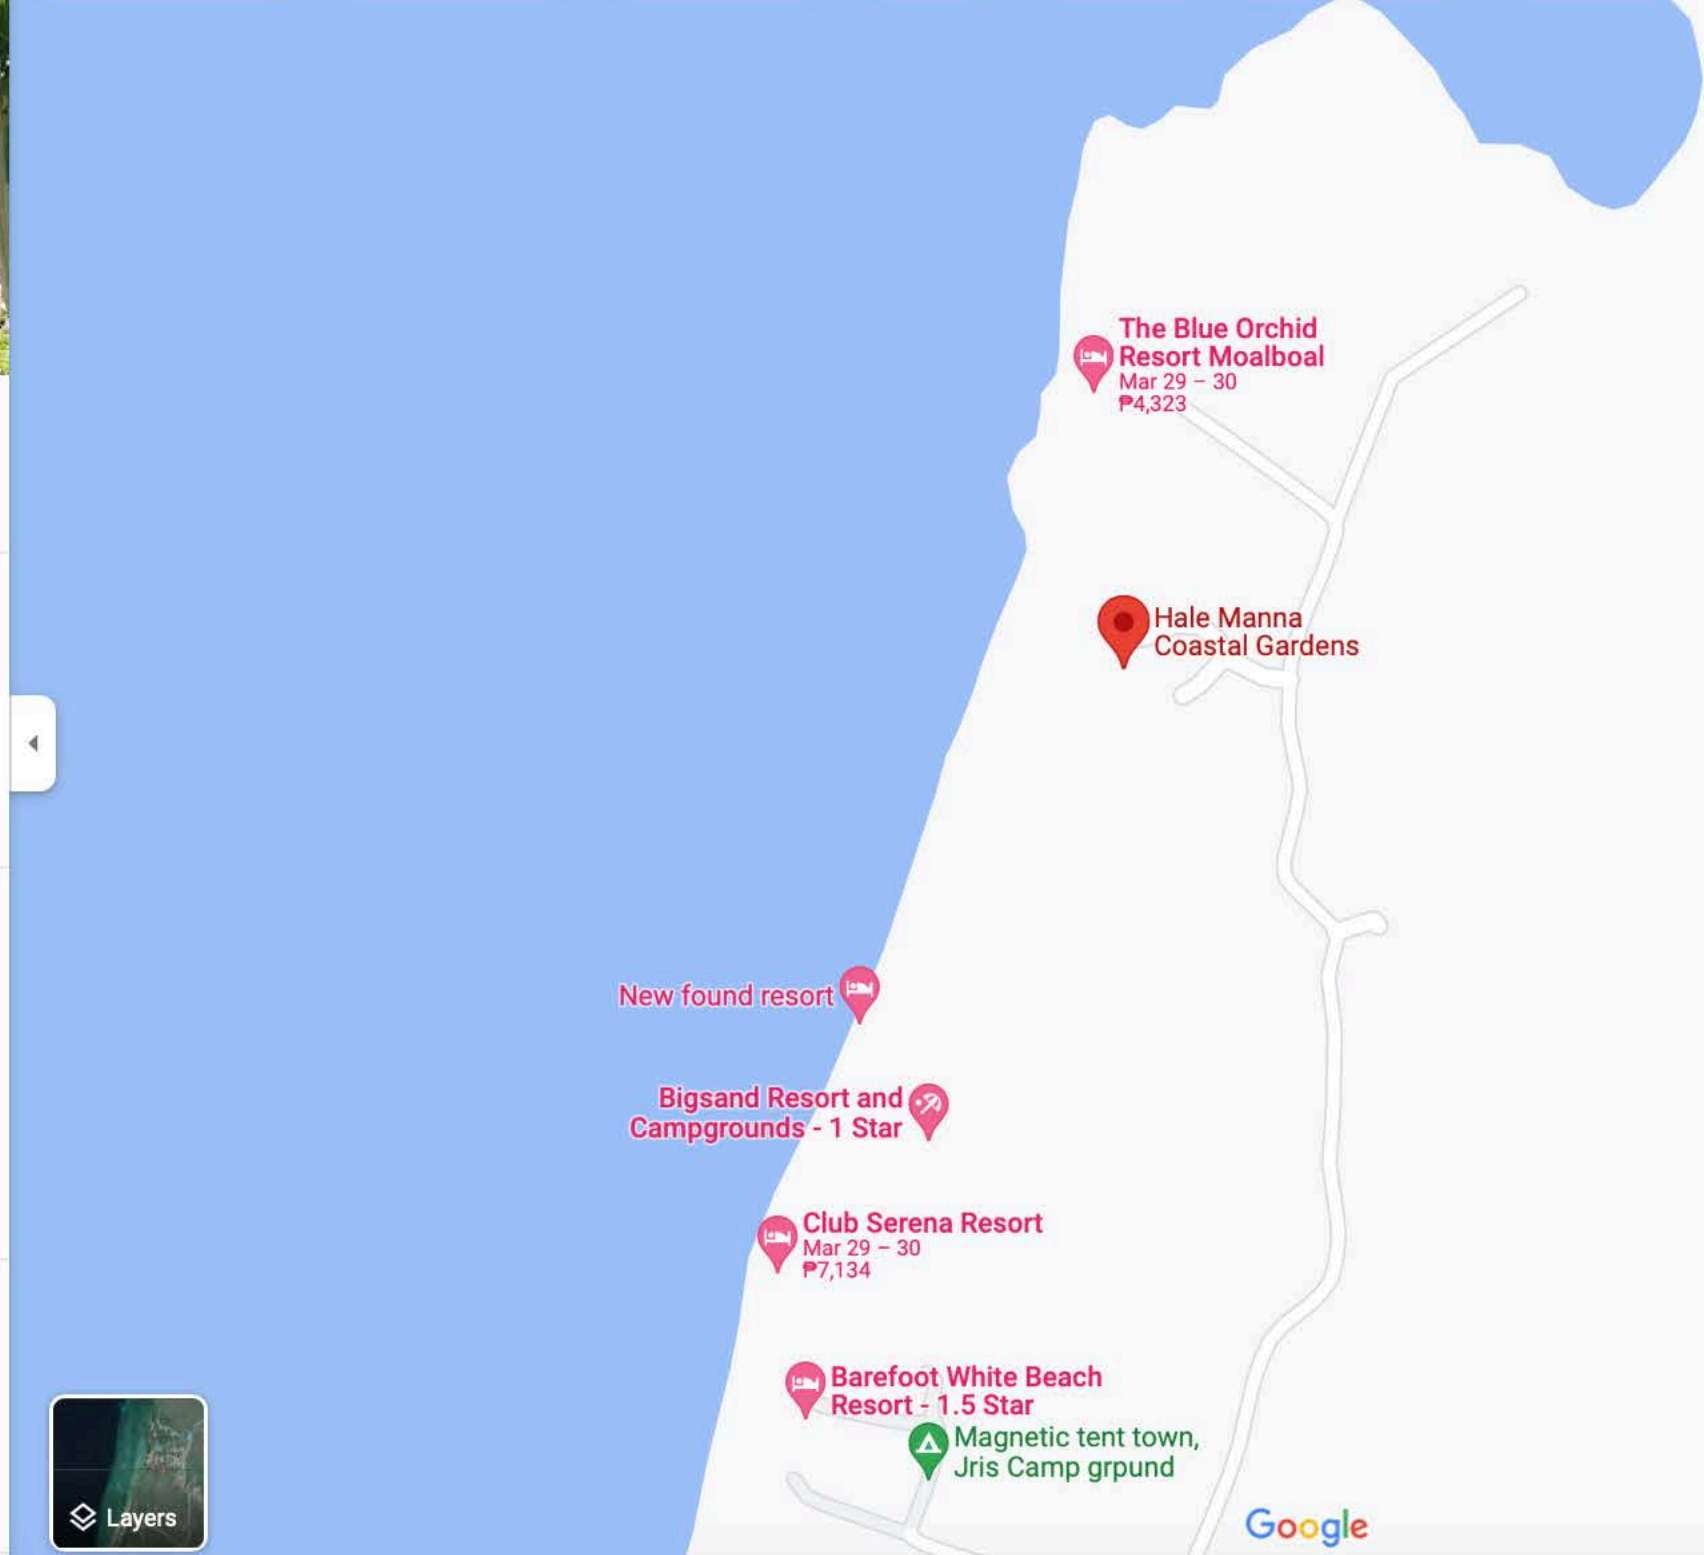 The Blue Orchid
Resort Moalboal
Mar 29 – 30
₱4,323
Hale Manna
Coastal Gardens
New found resort
Bigsand Resort and
Campgrounds - 1 Star
Club Serena Resort
Mar 29 – 30
₱7,134
Barefoot White Beach
Resort - 1.5 Star
Magnetic tent town,
Jris Camp grpund
Layers
Google